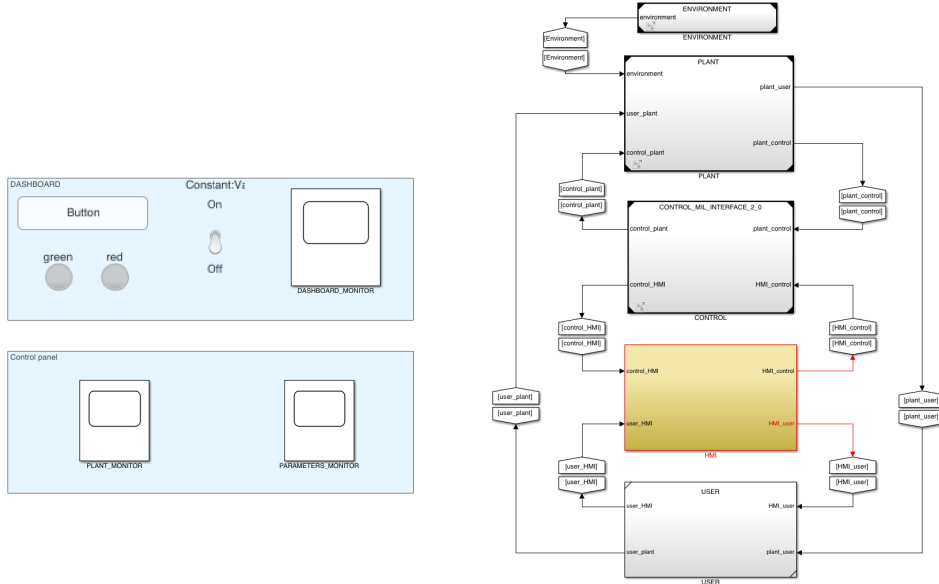 DASHBOARD
Constant:Va
Button
On
green
red
Off
DASHBOARD_MONITOR
Control panel
PLANT_MONITOR
PARAMETERS_MONITOR
ENVIRONMENT
environment
ENVIRONMENT
[Environment]
[Environment]
PLANT
environment
plant_user
user_plant
plant_control
control_plant
PLANT
[control_plant]
[control_plant]
[plant_control]
[plant_control]
CONTROL_MIL_INTERFACE_2_0
control_plant
plant_control
control_HMI
HMI_control
CONTROL
[control_HMI]
[control_HMI]
[HMI_control]
[HMI_control]
control_HMI
HMI_control
user_HMI
HMI_user
HMI
[user_plant]
[user_plant]
[plant_user]
[plant_user]
[user_HMI]
[user_HMI]
[HMI_user]
[HMI_user]
USER
user_HMI
HMI_user
user_plant
plant_user
USER